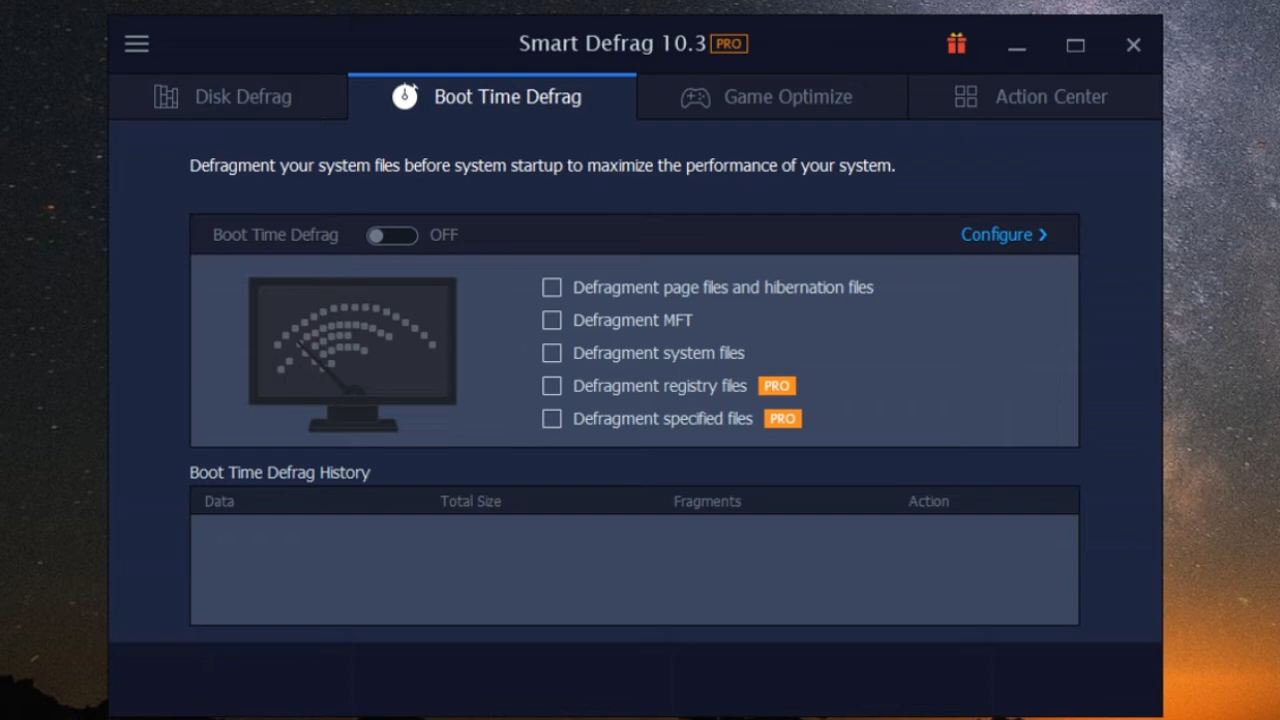 Smart Defrag 10.3 PRO
Disk Defrag
Boot Time Defrag
Game Optimize
Action Center
Defragment your system files before system startup to maximize the performance of your system.
Boot Time Defrag OFF Configure >
Defragment page files and hibernation files
Defragment MFT
Defragment system files
Defragment registry files PRO
Defragment specified files PRO
Boot Time Defrag History
Data Total Size Fragments Action